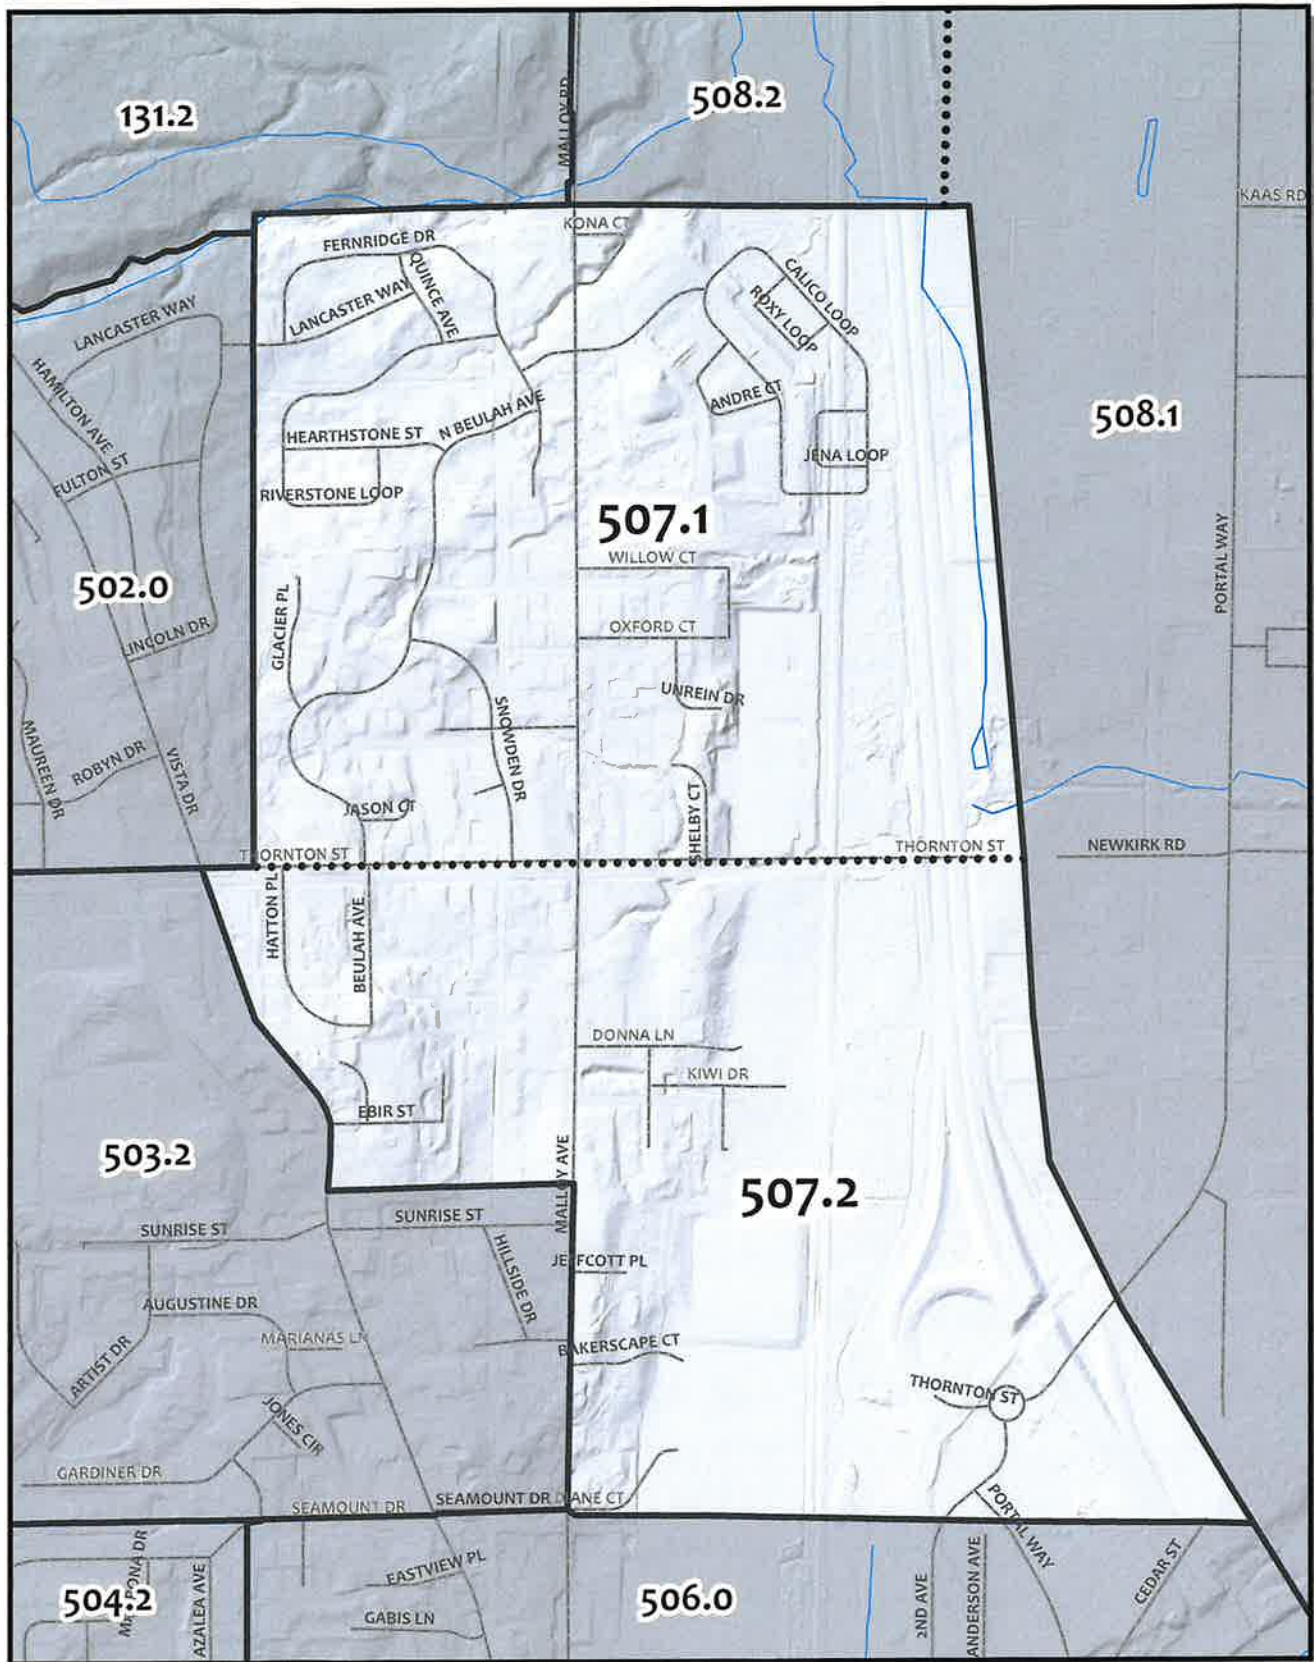 131.2
508.2
MALLOY RD
KAAS RD
KONA CT
FERNRIDGE DR
QUINCE AVE
LANCASTER WAY
CALICO LOOP
ROXY LOOP
LANCASTER WAY
HAMILTON AVE
ANDRE CT
508.1
N BEULAH AVE
HEARTHSTONE ST
JENA LOOP
FULTON ST
RIVERSTONE LOOP
507.1
WILLOW CT
PORTAL WAY
502.0
GLACIER PL
OXFORD CT
LINCOLN DR
UNREIN DR
SNOWDEN DR
MAUREEN DR
ROBYN DR
VISTA DR
JASON CT
SHELBY CT
THORNTON ST
THORNTON ST
NEWKIRK RD
HATTON PL
BEULAH AVE
DONNA LN
KIWI DR
EBIR ST
503.2
MALLOY AVE
507.2
SUNRISE ST
SUNRISE ST
HILLSIDE DR
JEFFCOTT PL
AUGUSTINE DR
MARIANAS LN
BAKERSCAPE CT
ARTIST DR
THORNTON ST
JONES CIR
GARDINER DR
SEAMOUNT DR
SEAMOUNT DR
DIANE CT
PORTAL WAY
EASTVIEW PL
504.2
AZALEA AVE
GABIS LN
506.0
2ND AVE
ANDERSON AVE
CEDAR ST